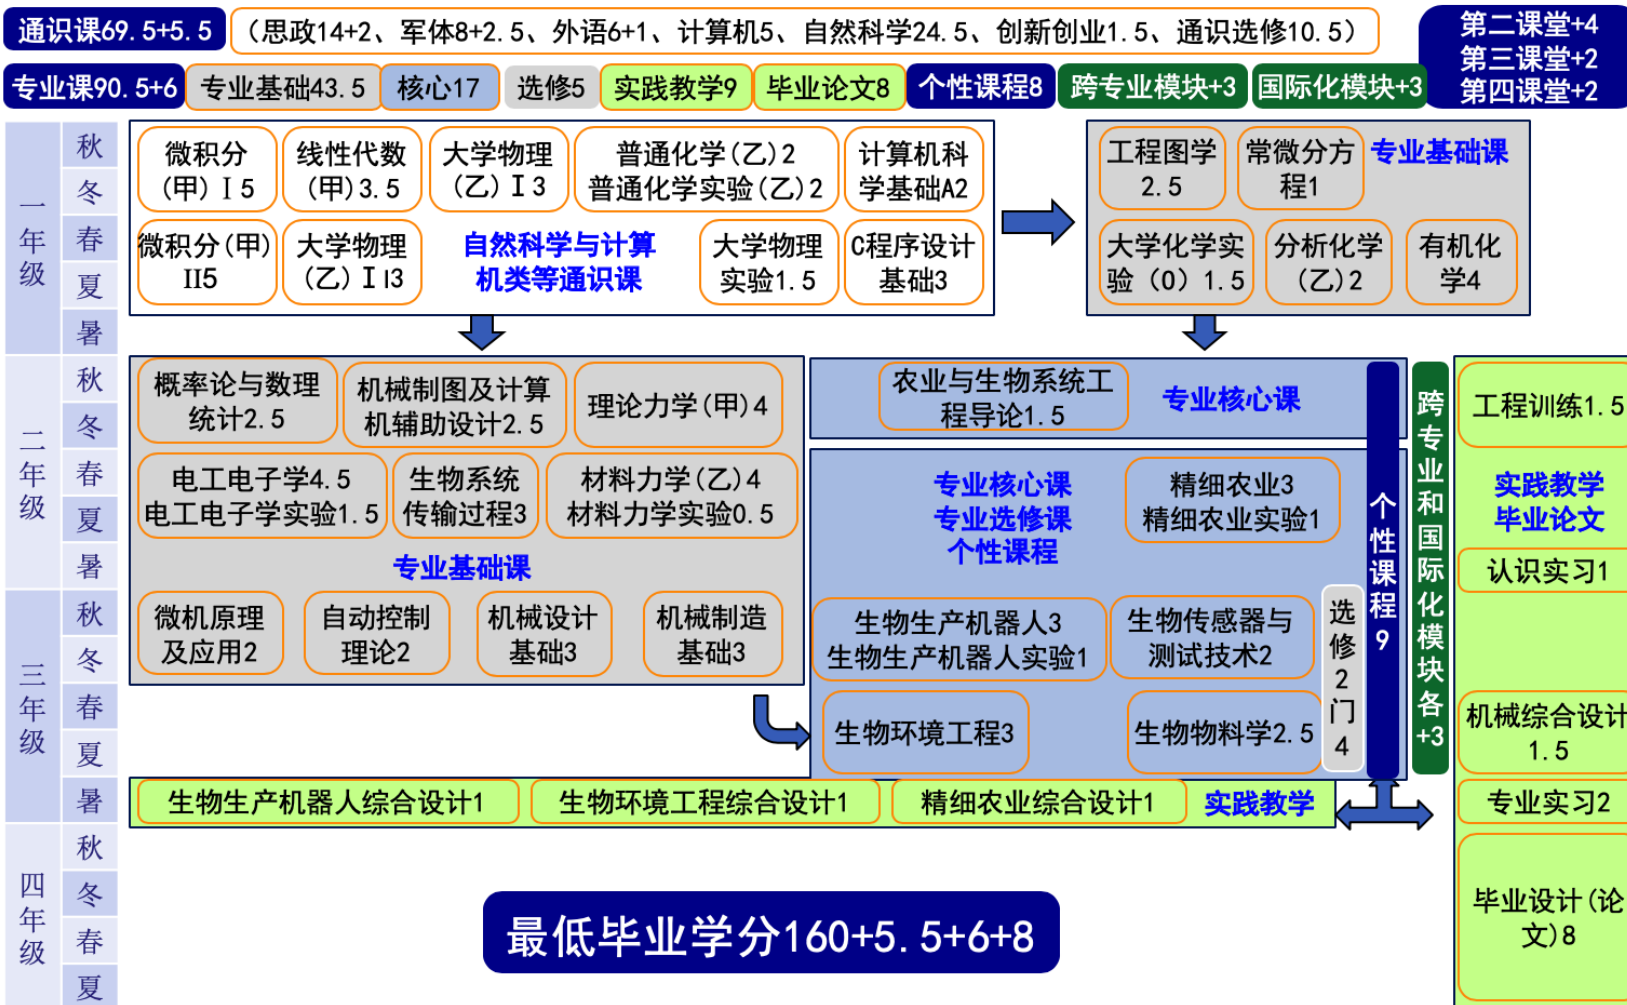 通识课69.5+5.5
（思政14+2、军体8+2.5、外语6+1、计算机5、自然科学24.5、创新创业1.5、通识选修10.5）
第二课堂+4
第三课堂+2
第四课堂+2
专业课90.5+6
专业基础43.5
核心17
选修5
实践教学9
毕业论文8
个性课程8
跨专业模块+3
国际化模块+3
一年级
秋
冬
春
夏
暑
微积分
(甲) I 5
线性代数
(甲)3.5
大学物理
(乙) I 3
普通化学(乙)2
普通化学实验(乙)2
计算机科
学基础A2
微积分(甲)
II5
大学物理
(乙) I I3
自然科学与计算
机类等通识课
大学物理
实验1.5
C程序设计
基础3
工程图学
2.5
常微分方
程1
专业基础课
大学化学实
验（0）1.5
分析化学
(乙)2
有机化
学4
二年级
秋
冬
春
夏
暑
概率论与数理
统计2.5
机械制图及计算
机辅助设计2.5
理论力学(甲)4
电工电子学4.5
电工电子学实验1.5
生物系统
传输过程3
材料力学(乙)4
材料力学实验0.5
专业基础课
农业与生物系统工
程导论1.5
专业核心课
专业核心课
专业选修课
个性课程
精细农业3
精细农业实验1
个性课程9
跨专业和国际化模块各+3
工程训练1.5
实践教学
毕业论文
认识实习1
三年级
秋
冬
春
夏
暑
微机原理
及应用2
自动控制
理论2
机械设计
基础3
机械制造
基础3
生物生产机器人3
生物生产机器人实验1
生物传感器与
测试技术2
选修2门4
生物环境工程3
生物物料学2.5
机械综合设计
1.5
生物生产机器人综合设计1
生物环境工程综合设计1
精细农业综合设计1
实践教学
专业实习2
四年级
秋
冬
春
夏
最低毕业学分160+5.5+6+8
毕业设计(论
文)8